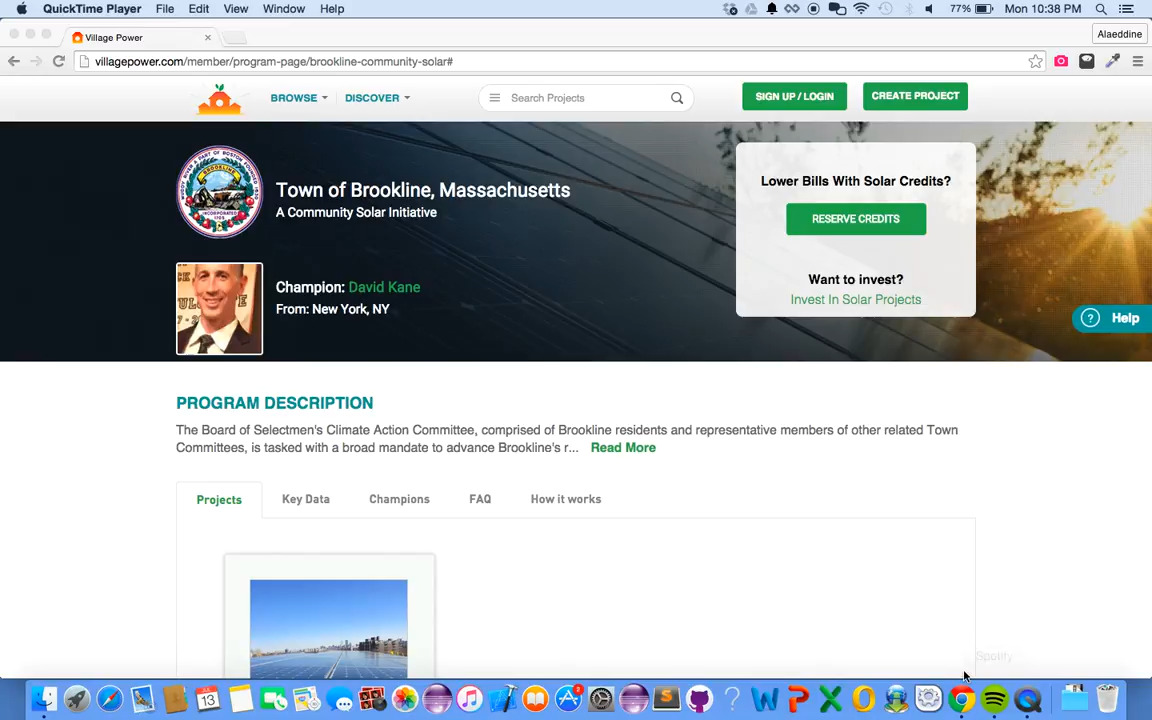 QuickTime Player File Edit View Window Help 77% Mon 10:38 PM
Village Power
Alaeddine
villagepower.com/member/program-page/brookline-community-solar#
BROWSE DISCOVER Search Projects SIGN UP / LOGIN CREATE PROJECT
Town of Brookline, Massachusetts
A Community Solar Initiative
Champion: David Kane
From: New York, NY
Lower Bills With Solar Credits?
RESERVE CREDITS
Want to invest?
Invest In Solar Projects
? Help
PROGRAM DESCRIPTION
The Board of Selectmen's Climate Action Committee, comprised of Brookline residents and representative members of other related Town
Committees, is tasked with a broad mandate to advance Brookline's r... Read More
Projects Key Data Champions FAQ How it works
Spotify
13
2